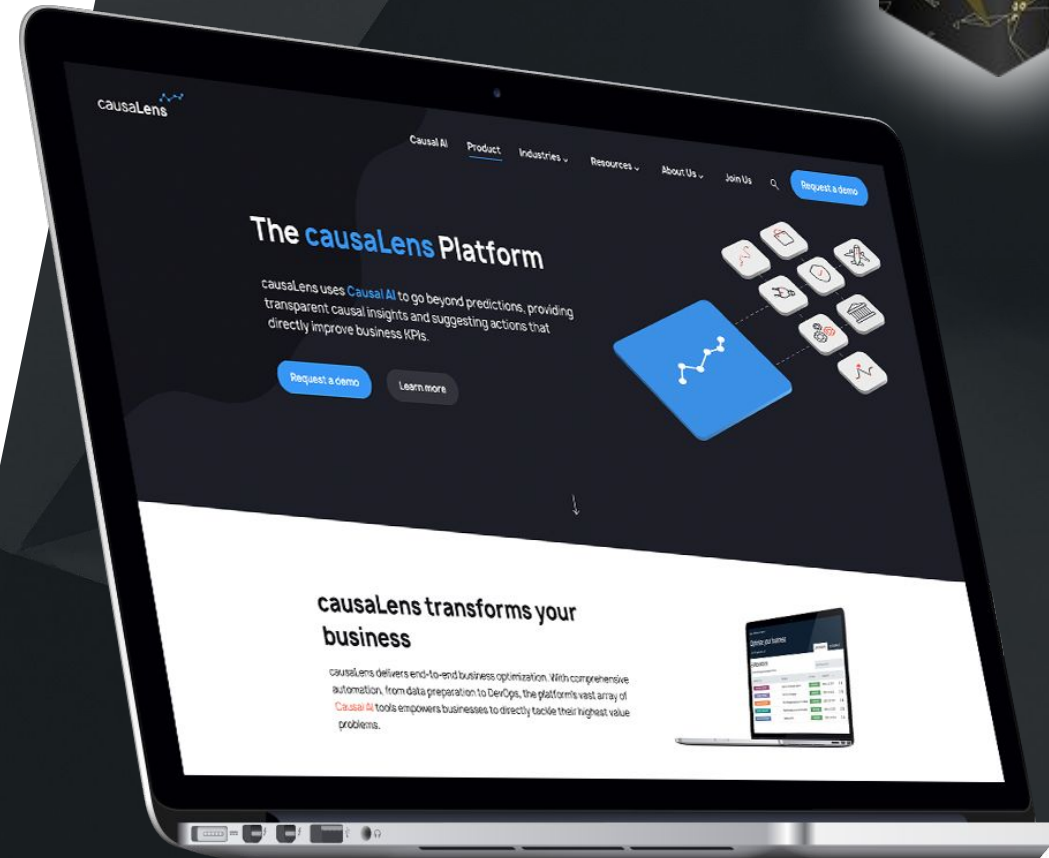 causaLens
Causal AI Product Industries Resources About Us Join Us Request a demo
The causaLens Platform
causaLens uses Causal AI to go beyond predictions, providing
transparent causal insights and suggesting actions that
directly improve business KPIs.
Request a demo Learn more
causaLens transforms your
business
causaLens delivers end-to-end business optimization. With comprehensive
automation, from data preparation to DevOps, the platform's vast array of
Causal AI tools empowers businesses to directly tackle their highest value
problems.
Optimize your business